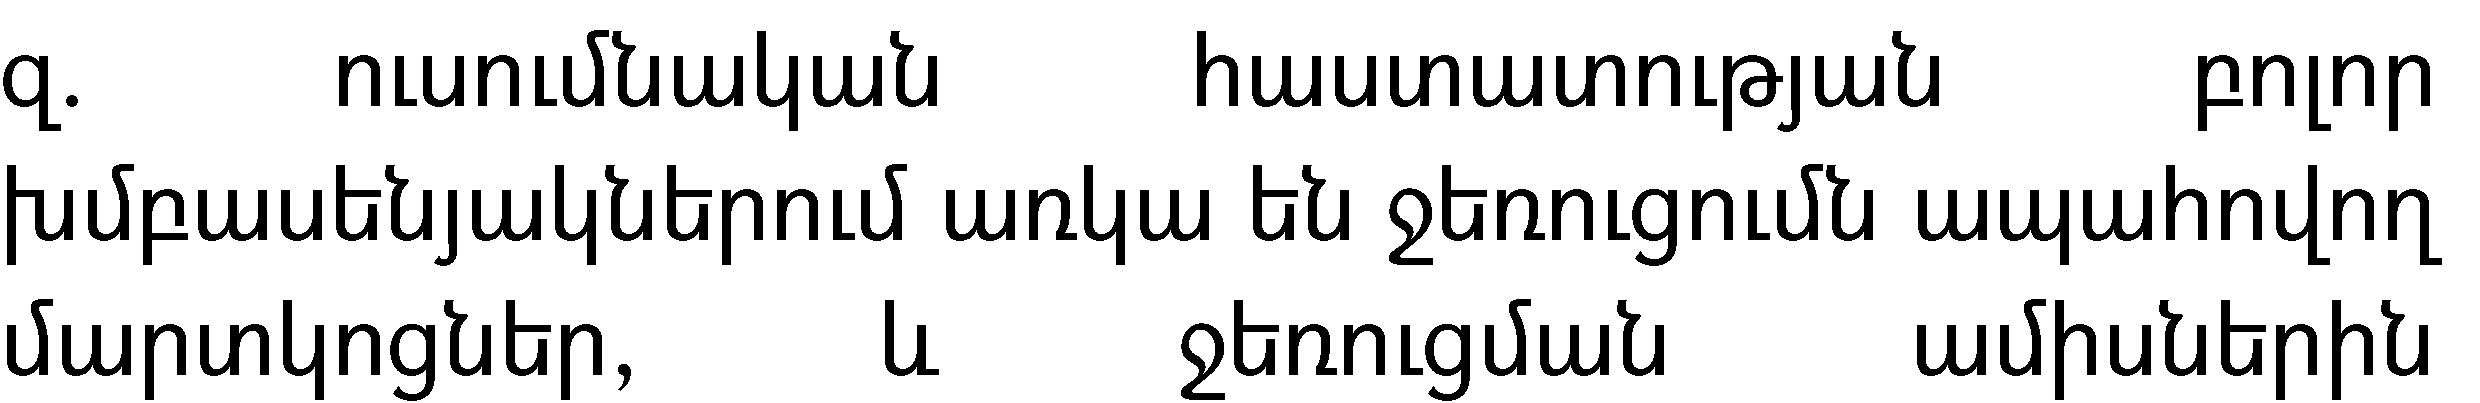 զ. ուսումնական հաստատության բոլոր
խմբասենյակներում առկա են ջեռուցումն ապահովող
մարտկոցներ, և ջեռուցման ամիսներին